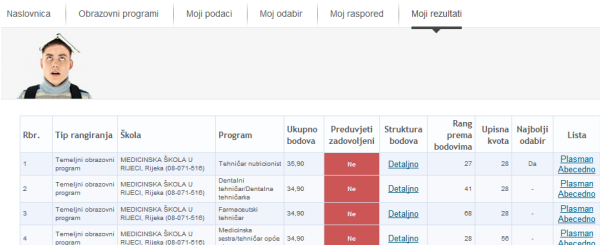 Naslovnica Obrazovni programi Moji podaci Moj odabir Moj raspored Moji rezultati
Rbr. Tip rangiranja Škola Program Ukupno bodova Preduvjeti zadovoljeni Struktura bodova Rang prema bodovima Upisna kvota Najbolji odabir Lista
1 Temeljni obrazovni program MEDICINSKA ŠKOLA U RIJECI, Rijeka (08-071-516) Tehničar nutricionist 36,90 Ne Detaljno 27 28 Da Plasman Abecedno
2 Temeljni obrazovni program MEDICINSKA ŠKOLA U RIJECI, Rijeka (08-071-516) Dentalni tehničar/Dentalna tehničarka 34,90 Ne Detaljno 41 28 - Plasman Abecedno
3 Temeljni obrazovni program MEDICINSKA ŠKOLA U RIJECI, Rijeka (08-071-516) Farmaceutski tehničar 34,90 Ne Detaljno 68 28 - Plasman Abecedno
4 Temeljni obrazovni program MEDICINSKA ŠKOLA U RIJECI, Rijeka (08-071-516) Medicinska sestra/tehničar opće 34,90 Ne Detaljno 28 56 - Plasman Abecedno